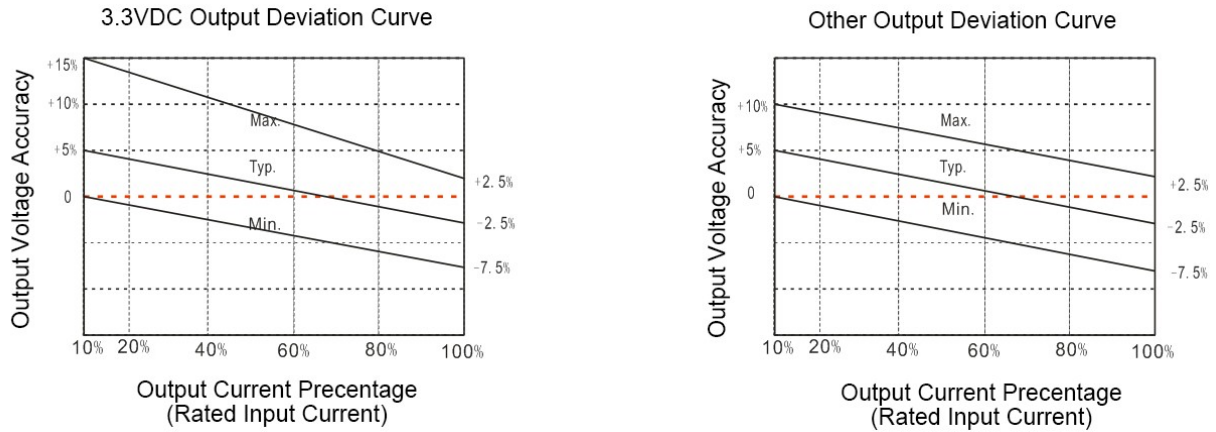 3.3VDC Output Deviation Curve
Output Voltage Accuracy
+15%
+10%
+5%
0
Max.
Typ.
Min.
+2.5%
-2.5%
-7.5%
10% 20% 40% 60% 80% 100%
Output Current Precentage
(Rated Input Current)
Other Output Deviation Curve
Output Voltage Accuracy
+10%
+5%
0
Max.
Typ.
Min.
+2.5%
-2.5%
-7.5%
10% 20% 40% 60% 80% 100%
Output Current Precentage
(Rated Input Current)